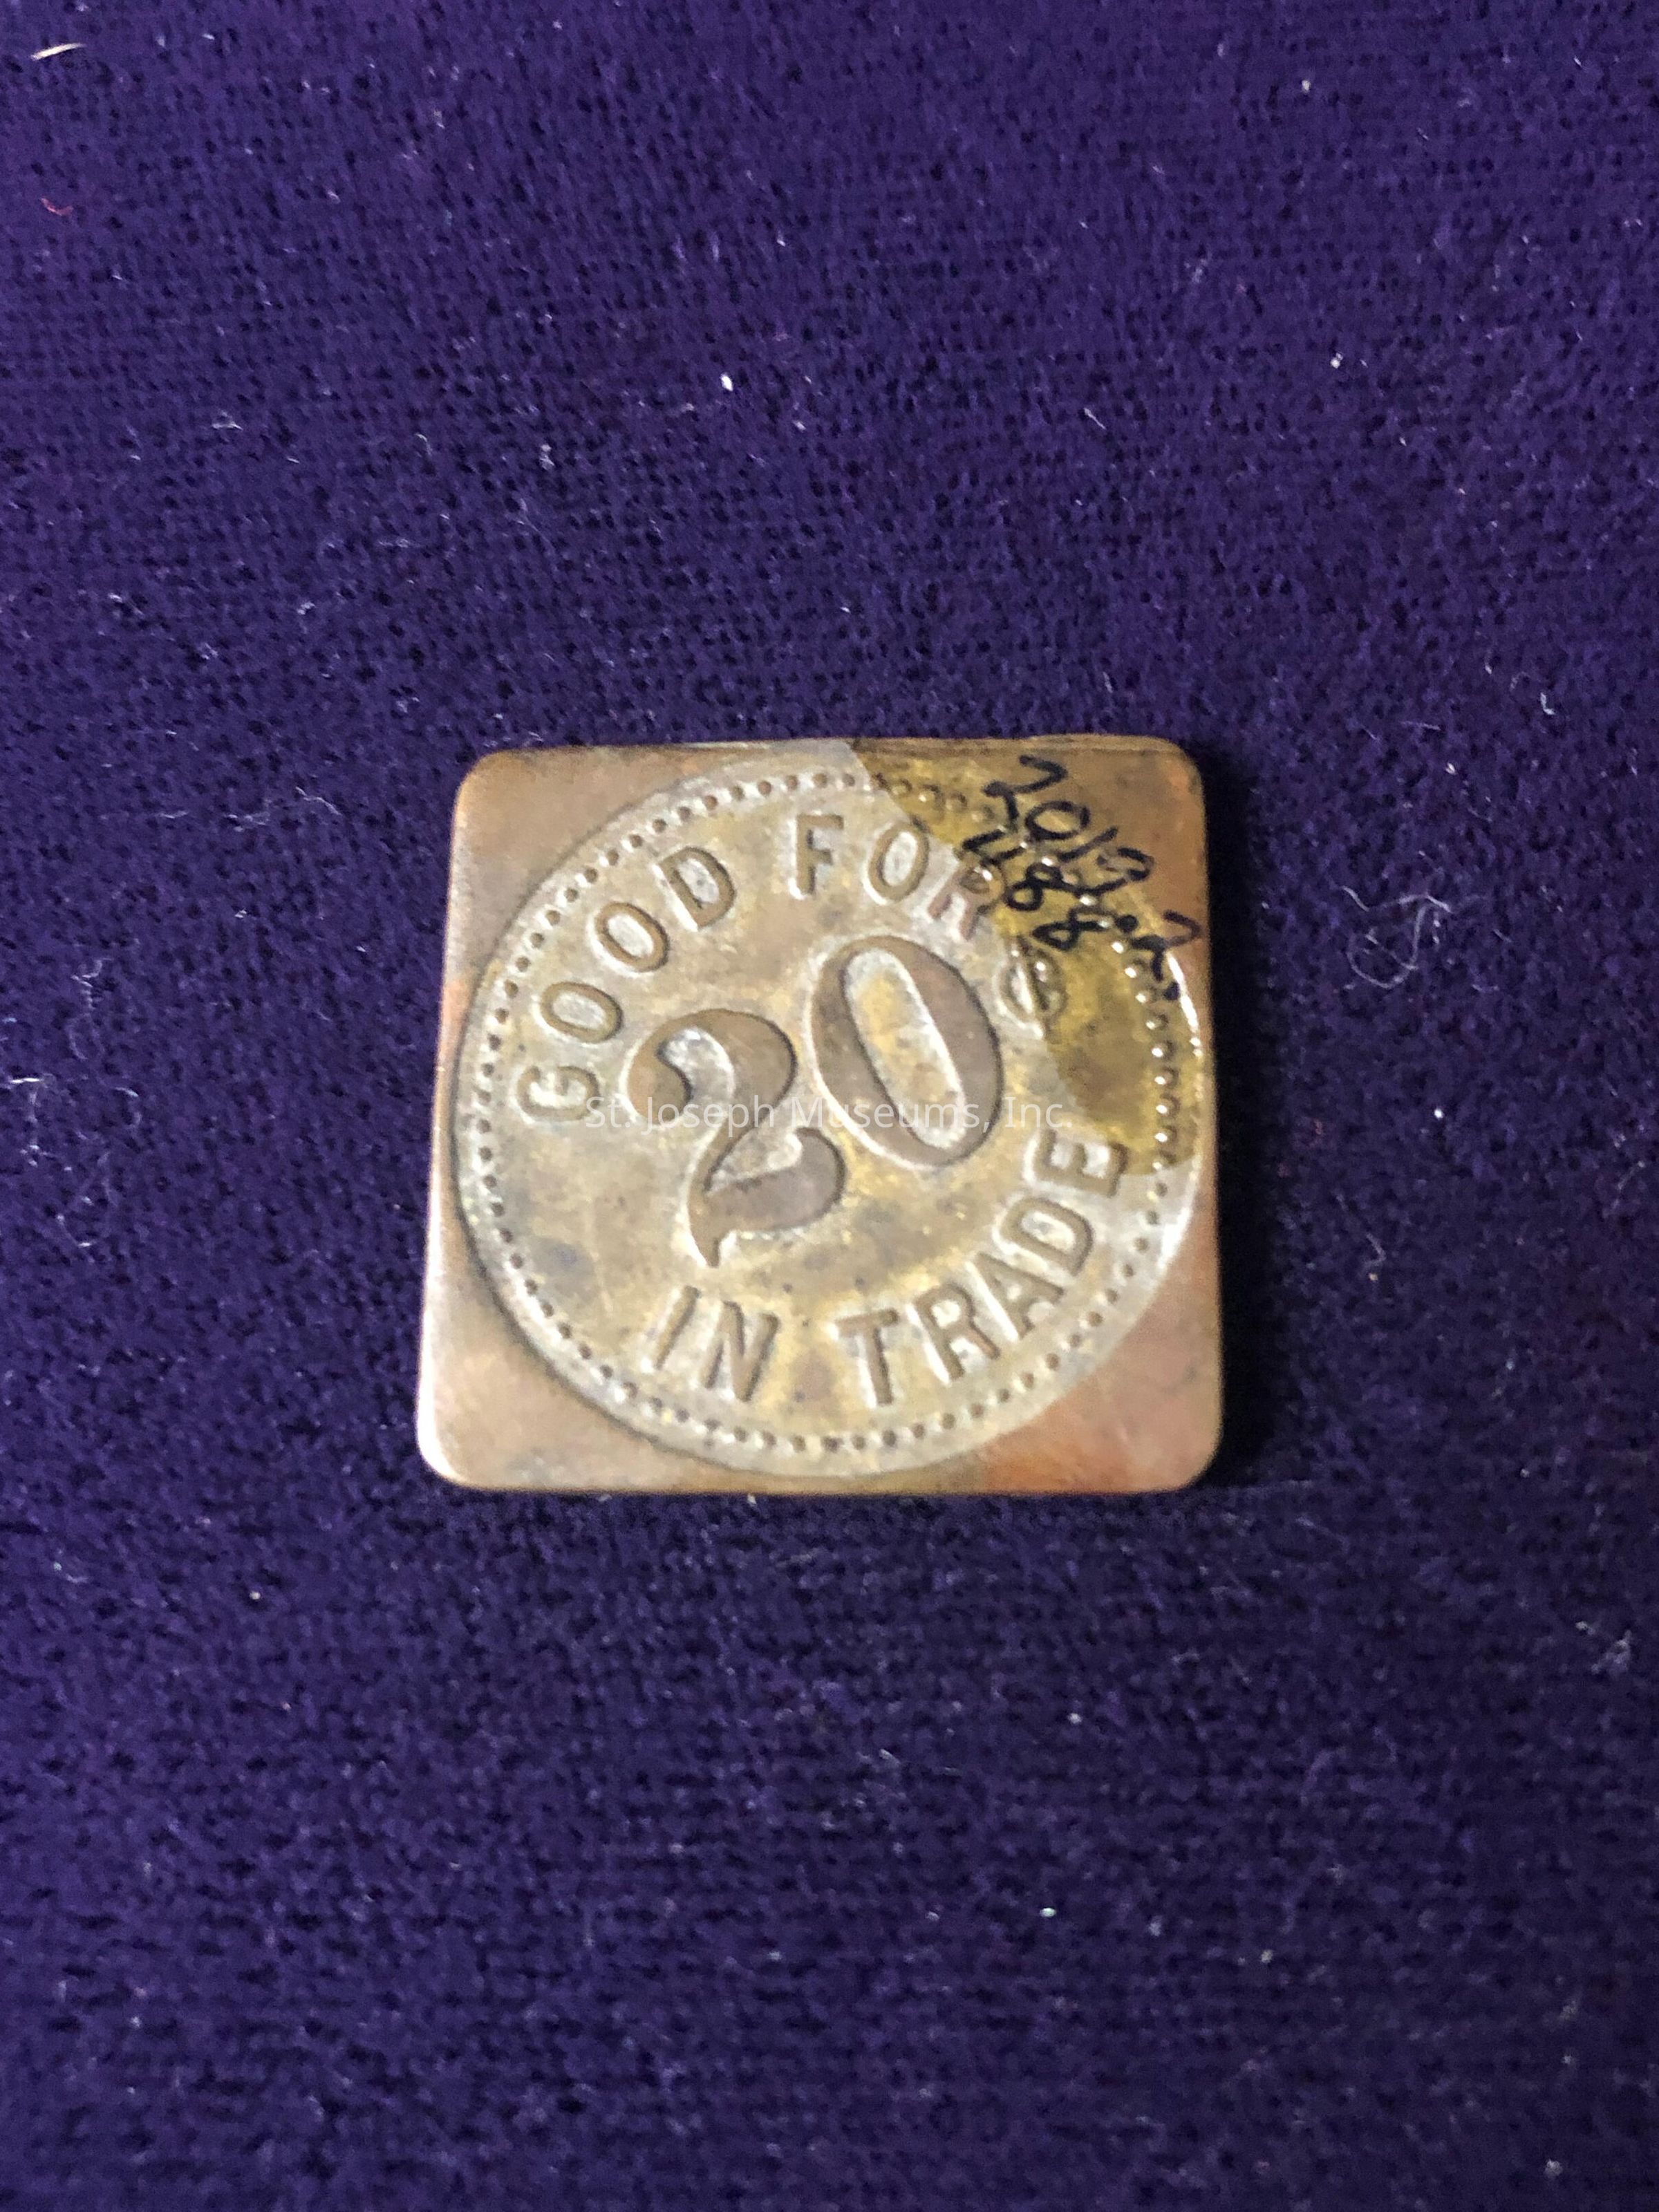 GOOD FOR
20¢
IN TRADE
St. Joseph Museums, Inc.